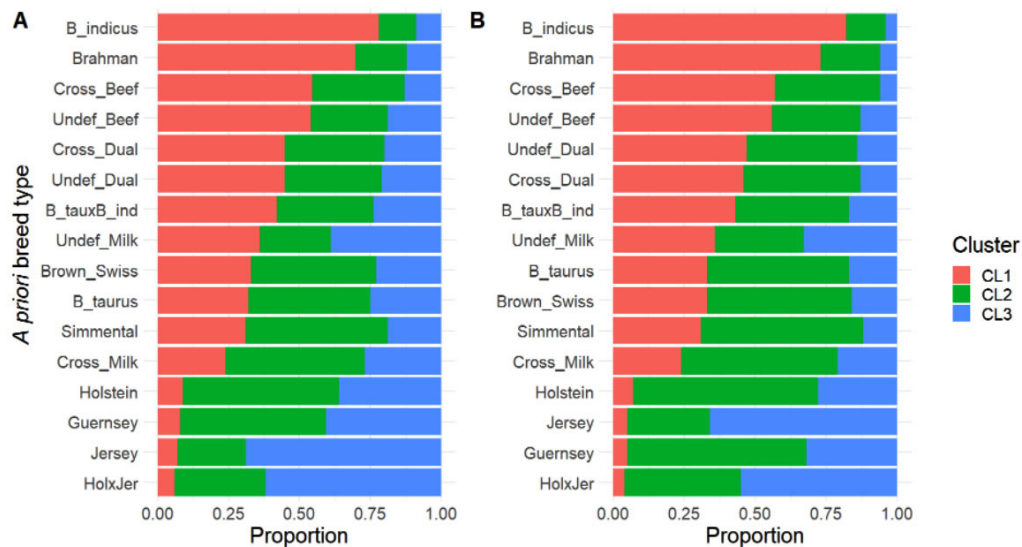 A
B_indicus
Brahman
Cross_Beef
Undef_Beef
Cross_Dual
Undef_Dual
B_tauxB_ind
Undef_Milk
Brown_Swiss
B_taurus
Simmental
Cross_Milk
Holstein
Guernsey
Jersey
HolxJer
A priori breed type
0.00 0.25 0.50 0.75 1.00
Proportion
B
B_indicus
Brahman
Cross_Beef
Undef_Beef
Undef_Dual
Cross_Dual
B_tauxB_ind
Undef_Milk
B_taurus
Brown_Swiss
Simmental
Cross_Milk
Holstein
Jersey
Guernsey
HolxJer
0.00 0.25 0.50 0.75 1.00
Proportion
Cluster
CL1
CL2
CL3